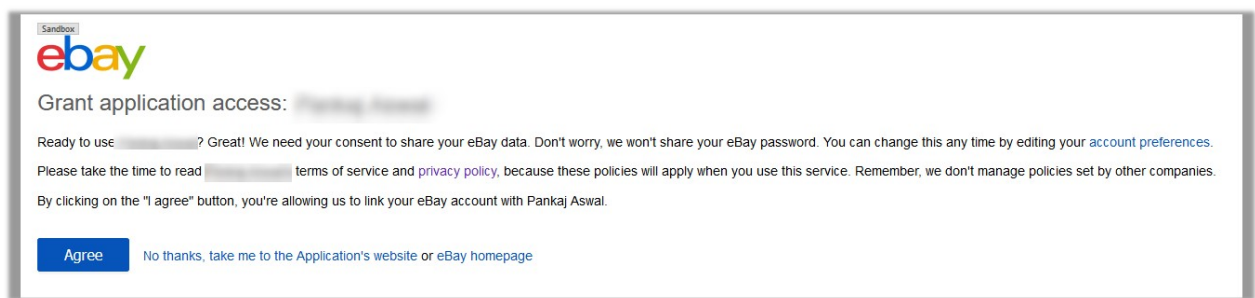 Sandbox
ebay
Grant application access:
Ready to use ? Great! We need your consent to share your eBay data. Don't worry, we won't share your eBay password. You can change this any time by editing your account preferences.
Please take the time to read terms of service and privacy policy, because these policies will apply when you use this service. Remember, we don't manage policies set by other companies.
By clicking on the "I agree" button, you're allowing us to link your eBay account with Pankaj Aswal.
Agree No thanks, take me to the Application's website or eBay homepage